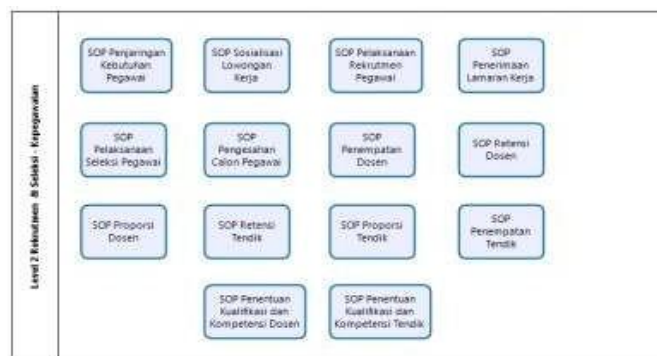 Level 2 Rekrutmen & Seleksi - Kepegawaian
SOP Penjaringan
Kebutuhan
Pegawai
SOP Sosialisasi
Lowongan
Kerja
SOP Pelaksanaan
Rekrutmen
Pegawai
SOP
Penerimaan
Lamaran Kerja
SOP
Pelaksanaan
Seleksi Pegawai
SOP
Pengesahan
Calon Pegawai
SOP
Penempatan
Dosen
SOP Retensi
Dosen
SOP Proporsi
Dosen
SOP Retensi
Tendik
SOP Proporsi
Tendik
SOP
Penempatan
Tendik
SOP Penentuan
Kualifikasi dan
Kompetensi Dosen
SOP Penentuan
Kualifikasi dan
Kompetensi Tendik